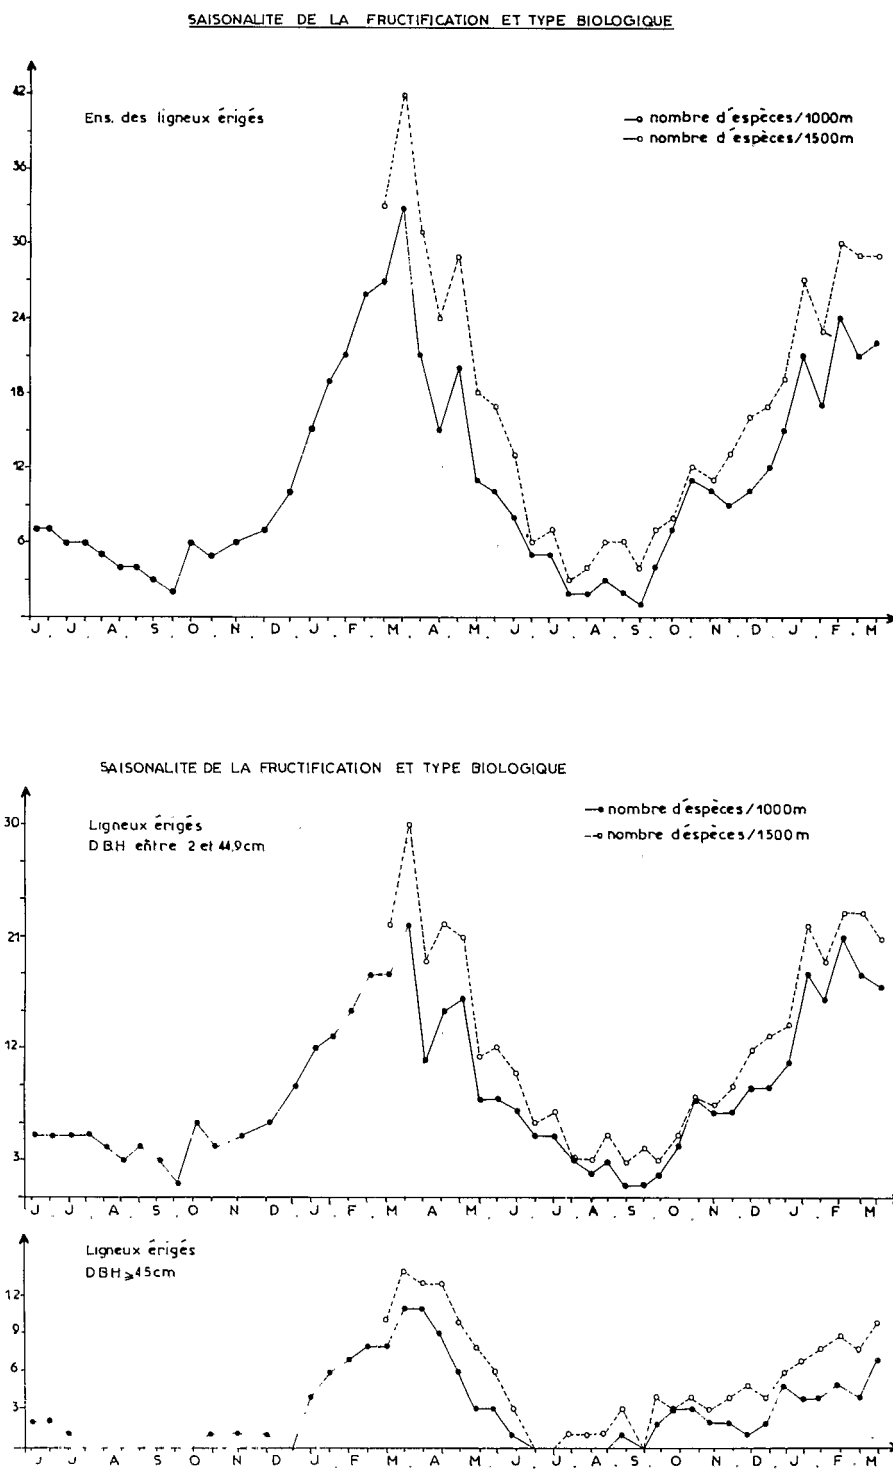 SAISONALITE DE LA FRUCTIFICATION ET TYPE BIOLOGIQUE
Ens. des ligneux érigés
nombre d'espèces/1000m
nombre d'espèces/1500m
42
36
30
24
18
12
6
J J A S O N D J F M A M J J A S O N D J F M
SAISONALITE DE LA FRUCTIFICATION ET TYPE BIOLOGIQUE
Ligneux érigés
DBH entre 2 et 44,9cm
nombre d'espèces/1000m
nombre d'espèces/1500m
30
21
12
3
J J A S O N D J F M A M J J A S O N D J F M
Ligneux érigés
DBH ⩾45cm
12
9
6
3
J J A S O N D J F M A M J J A S O N D J F M